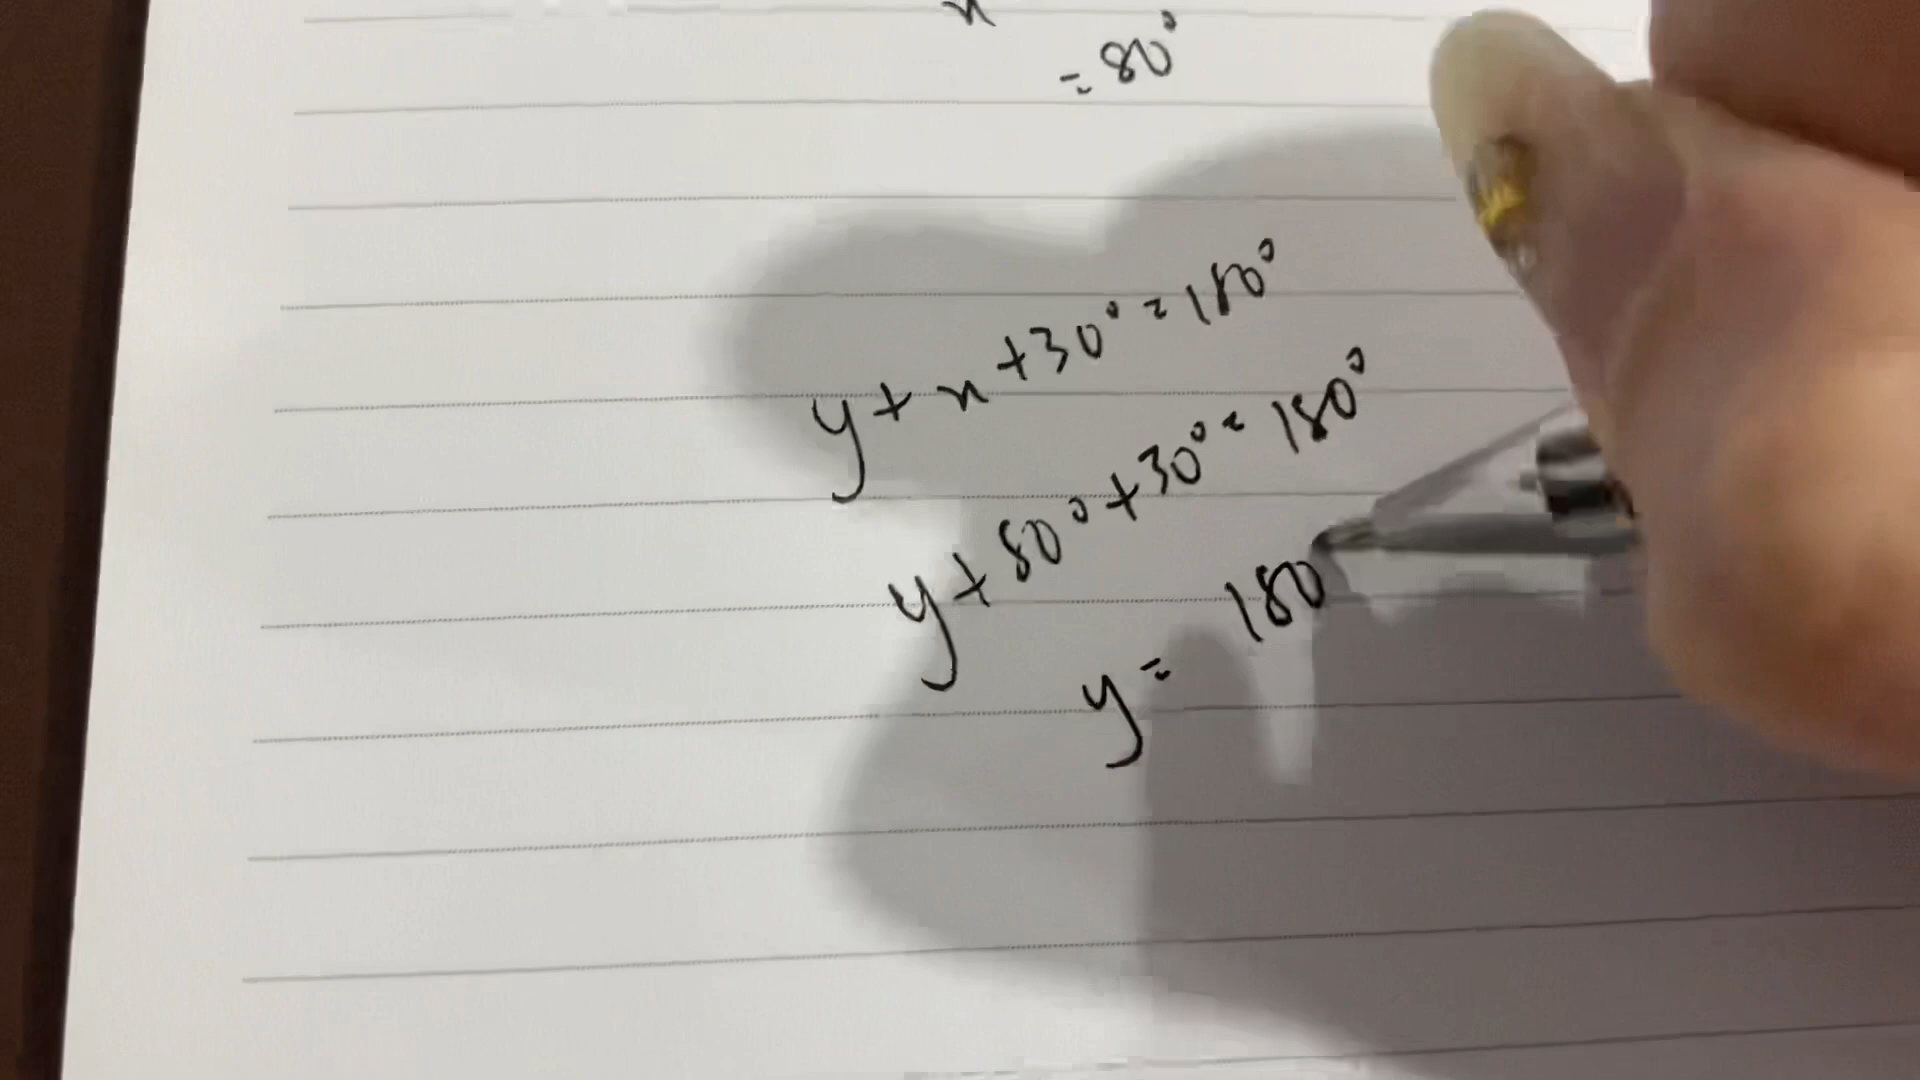 x
= 80°
y + x + 30° = 180°
y + 80° + 30° = 180°
y = 180